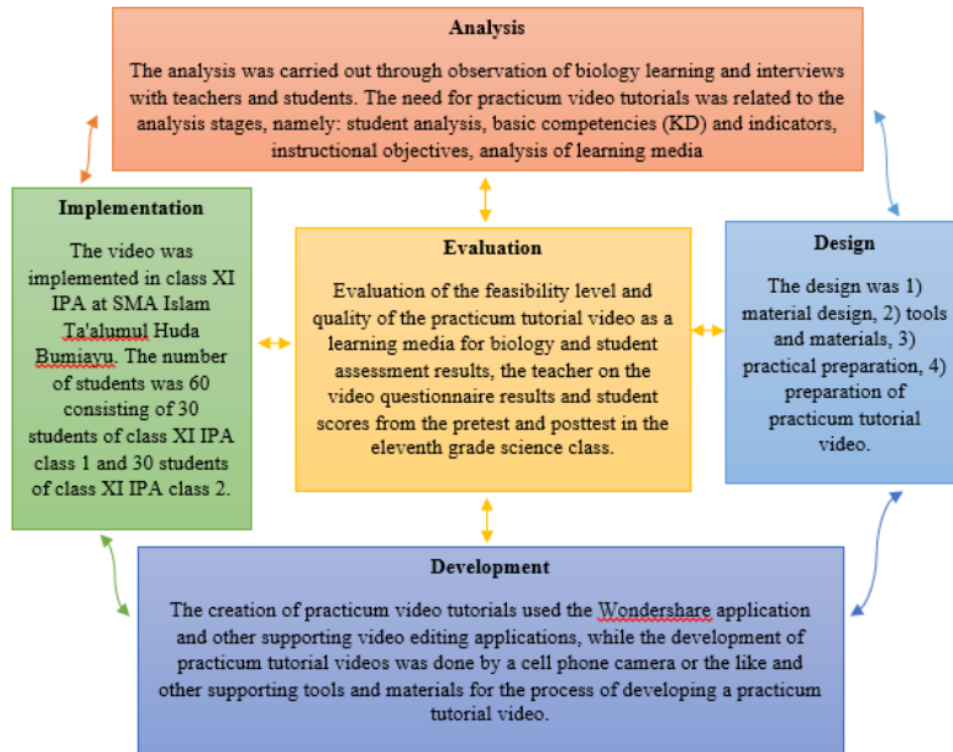 Analysis
The analysis was carried out through observation of biology learning and interviews
with teachers and students. The need for practicum video tutorials was related to the
analysis stages, namely: student analysis, basic competencies (KD) and indicators,
instructional objectives, analysis of learning media
Implementation
The video was
implemented in class XI
IPA at SMA Islam
Ta'alumul Huda
Bumiayu. The number
of students was 60
consisting of 30
students of class XI IPA
class 1 and 30 students
of class XI IPA class 2.
Evaluation
Evaluation of the feasibility level and
quality of the practicum tutorial video as a
learning media for biology and student
assessment results, the teacher on the
video questionnaire results and student
scores from the pretest and posttest in the
eleventh grade science class.
Design
The design was 1)
material design, 2) tools
and materials, 3)
practical preparation, 4)
preparation of
practicum tutorial
video.
Development
The creation of practicum video tutorials used the Wondershare application
and other supporting video editing applications, while the development of
practicum tutorial videos was done by a cell phone camera or the like and
other supporting tools and materials for the process of developing a practicum
tutorial video.